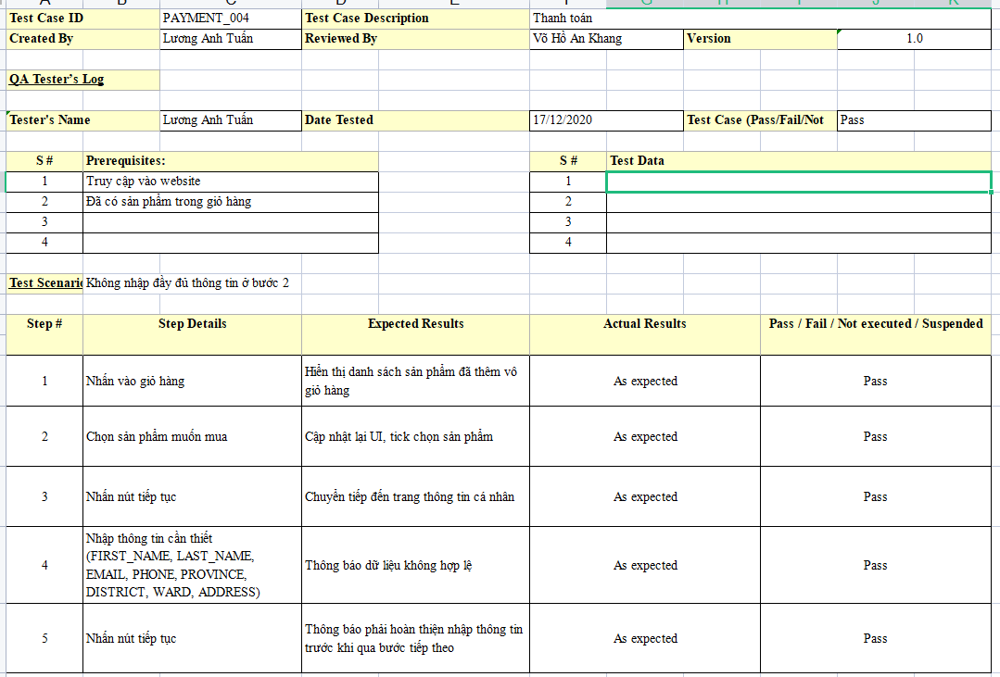 Test Case ID PAYMENT_004 Test Case Description Thanh toán
Created By Lương Anh Tuấn Reviewed By Võ Hồ An Khang Version 1.0
QA Tester's Log
Tester's Name Lương Anh Tuấn Date Tested 17/12/2020 Test Case (Pass/Fail/Not Pass
S # Prerequisites: S # Test Data
1 Truy cập vào website 1
2 Đã có sản phẩm trong giỏ hàng 2
3 3
4 4
Test Scenario Không nhập đầy đủ thông tin ở bước 2
Step # Step Details Expected Results Actual Results Pass / Fail / Not executed / Suspended
1 Nhấn vào giỏ hàng Hiển thị danh sách sản phẩm đã thêm vô
giỏ hàng As expected Pass
2 Chọn sản phẩm muốn mua Cập nhật lại UI, tick chọn sản phẩm As expected Pass
3 Nhấn nút tiếp tục Chuyển tiếp đến trang thông tin cá nhân As expected Pass
4 Nhập thông tin cần thiết
(FIRST_NAME, LAST_NAME,
EMAIL, PHONE, PROVINCE,
DISTRICT, WARD, ADDRESS) Thông báo dữ liệu không hợp lệ As expected Pass
5 Nhấn nút tiếp tục Thông báo phải hoàn thiện nhập thông tin
trước khi qua bước tiếp theo As expected Pass